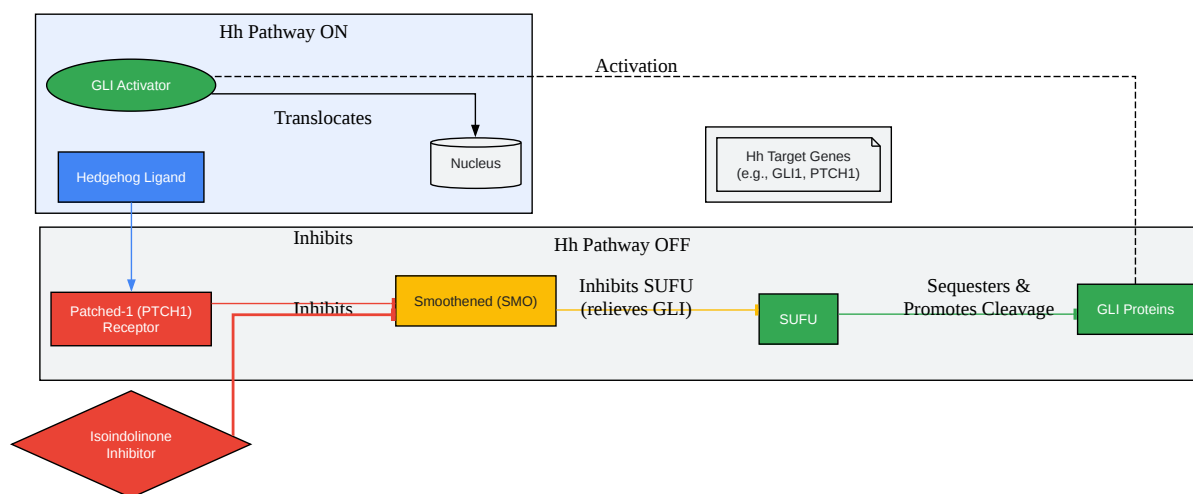 Hh Pathway ON
GLI Activator
Activation
Translocates
Nucleus
Hh Target Genes
(e.g., GLI1, PTCH1)
Hedgehog Ligand
Inhibits
Hh Pathway OFF
Patched-1 (PTCH1)
Receptor
Inhibits
Smoothened (SMO)
Inhibits SUFU
(relieves GLI)
SUFU
Sequesters &
Promotes Cleavage
GLI Proteins
Isoindolinone
Inhibitor